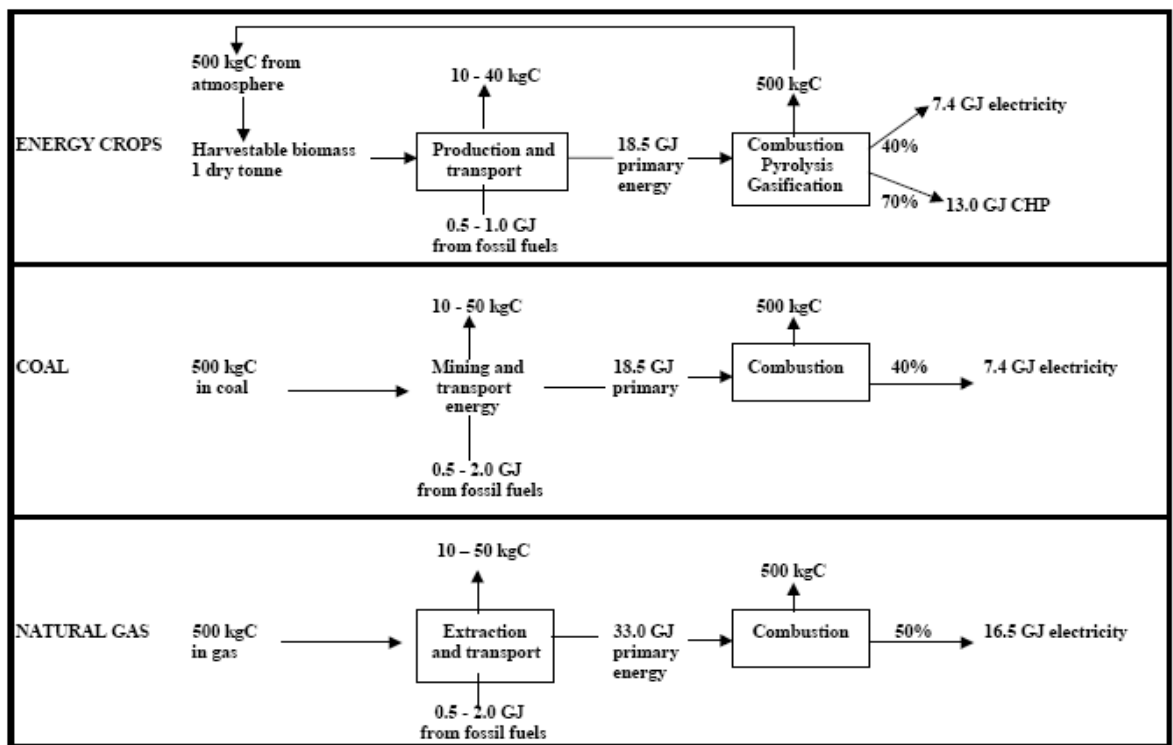 500 kgC from
atmosphere
10 - 40 kgC
500 kgC
7.4 GJ electricity
ENERGY CROPS
Harvestable biomass
1 dry tonne
Production and
transport
18.5 GJ
primary
energy
Combustion
Pyrolysis
Gasification
40%
70%
13.0 GJ CHP
0.5 - 1.0 GJ
from fossil fuels
10 - 50 kgC
500 kgC
COAL
500 kgC
in coal
Mining and
transport
energy
18.5 GJ
primary
Combustion
40%
7.4 GJ electricity
0.5 - 2.0 GJ
from fossil fuels
10 – 50 kgC
500 kgC
NATURAL GAS
500 kgC
in gas
Extraction
and transport
33.0 GJ
primary
energy
Combustion
50%
16.5 GJ electricity
0.5 - 2.0 GJ
from fossil fuels